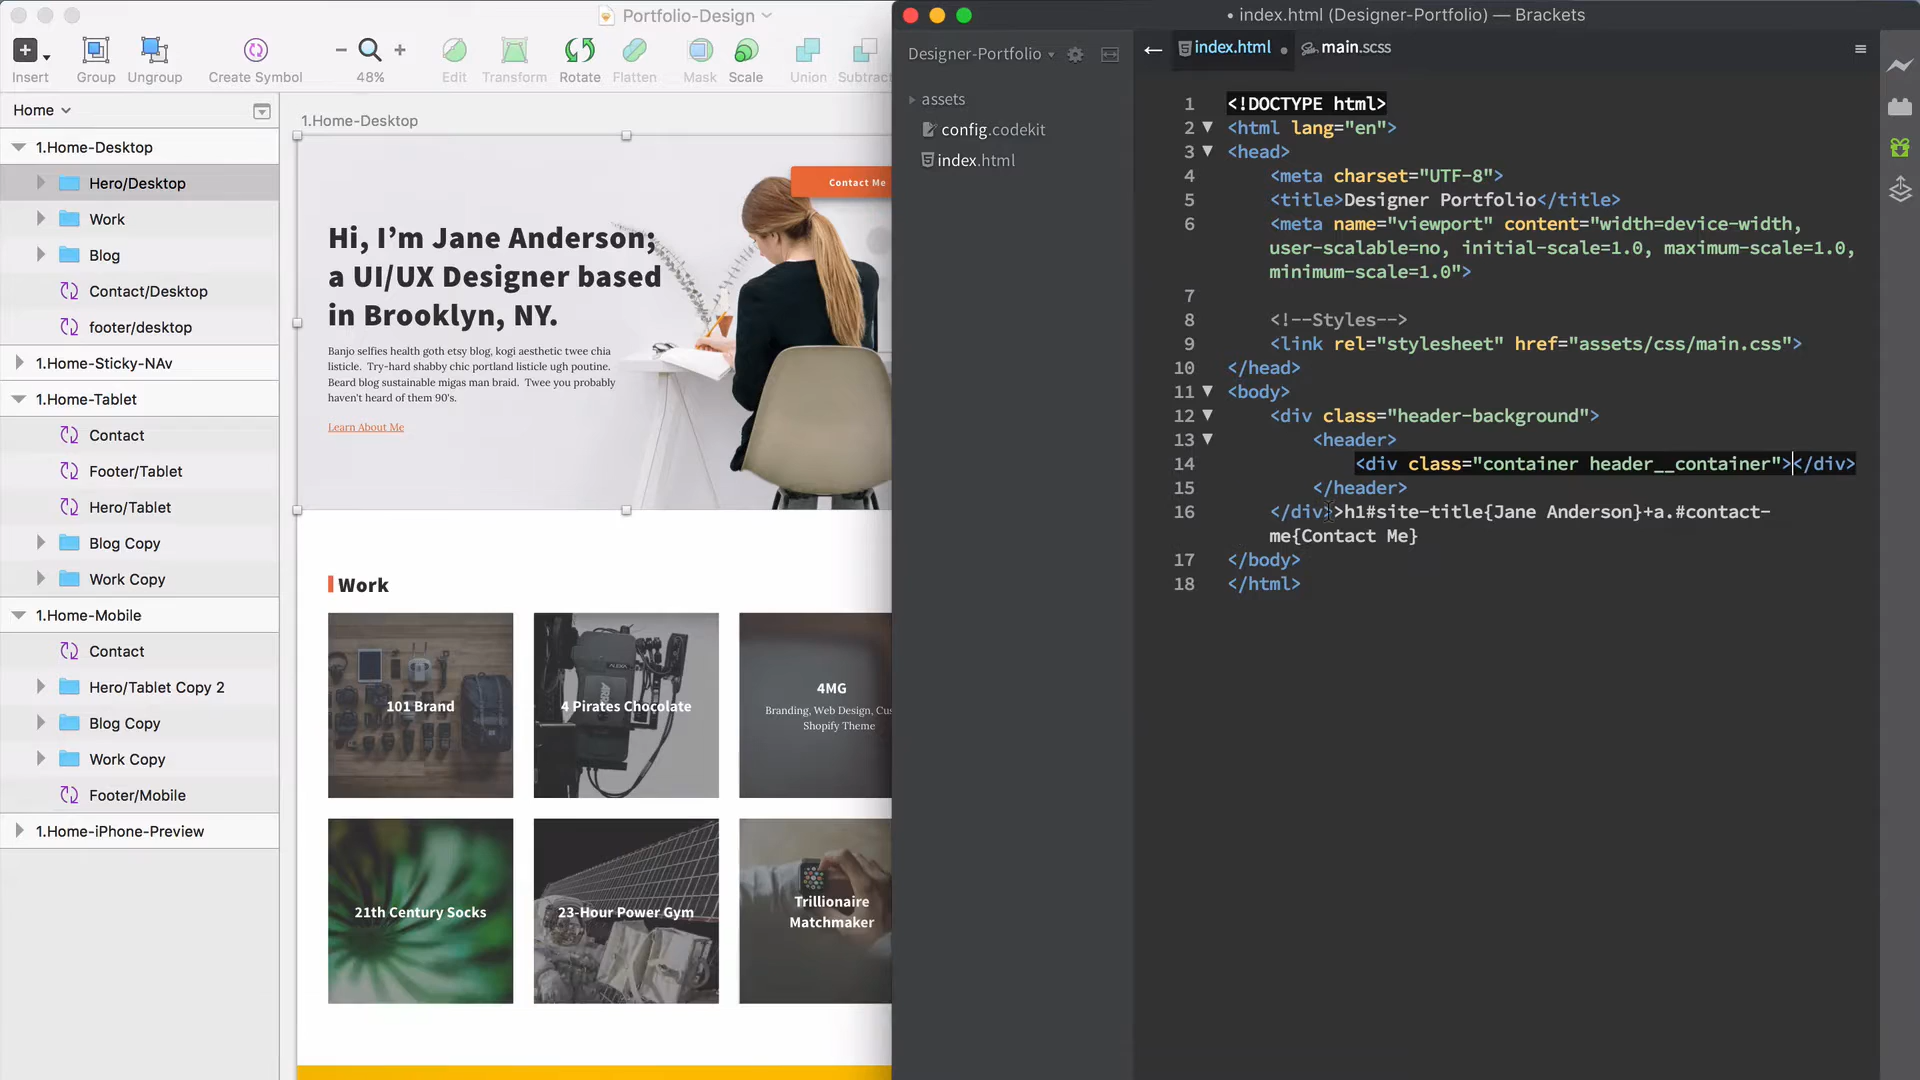 Portfolio-Design
Insert
Group
Ungroup
Create Symbol
48%
Edit
Transform
Rotate
Flatten
Mask
Scale
Union
Subtrac
Home
1.Home-Desktop
Hero/Desktop
Work
Blog
Contact/Desktop
footer/desktop
1.Home-Sticky-NAv
1.Home-Tablet
Contact
Footer/Tablet
Hero/Tablet
Blog Copy
Work Copy
1.Home-Mobile
Contact
Hero/Tablet Copy 2
Blog Copy
Work Copy
Footer/Mobile
1.Home-iPhone-Preview
1.Home-Desktop
Contact Me
Hi, I’m Jane Anderson;
a UI/UX Designer based
in Brooklyn, NY.
Banjo selfies health goth etsy blog, kogi aesthetic twee chia
listicle. Try-hard shabby chic portland listicle ugh poutine.
Beard blog sustainable migas man braid. Twee you probably
haven't heard of them 90's.
Learn About Me
Work
101 Brand
4 Pirates Chocolate
4MG
Branding, Web Design, Cus
Shopify Theme
21th Century Socks
23-Hour Power Gym
Trillionaire
Matchmaker
• index.html (Designer-Portfolio) — Brackets
Designer-Portfolio
assets
config.codekit
index.html
index.html
main.scss
1 <!DOCTYPE html>
2 <html lang="en">
3 <head>
4 <meta charset="UTF-8">
5 <title>Designer Portfolio</title>
6 <meta name="viewport" content="width=device-width,
user-scalable=no, initial-scale=1.0, maximum-scale=1.0,
minimum-scale=1.0">
7
8 <!--Styles-->
9 <link rel="stylesheet" href="assets/css/main.css">
10 </head>
11 <body>
12 <div class="header-background">
13 <header>
14 <div class="container header__container"></div>
15 </header>
16 </div>>h1#site-title{Jane Anderson}+a.#contact-
me{Contact Me}
17 </body>
18 </html>